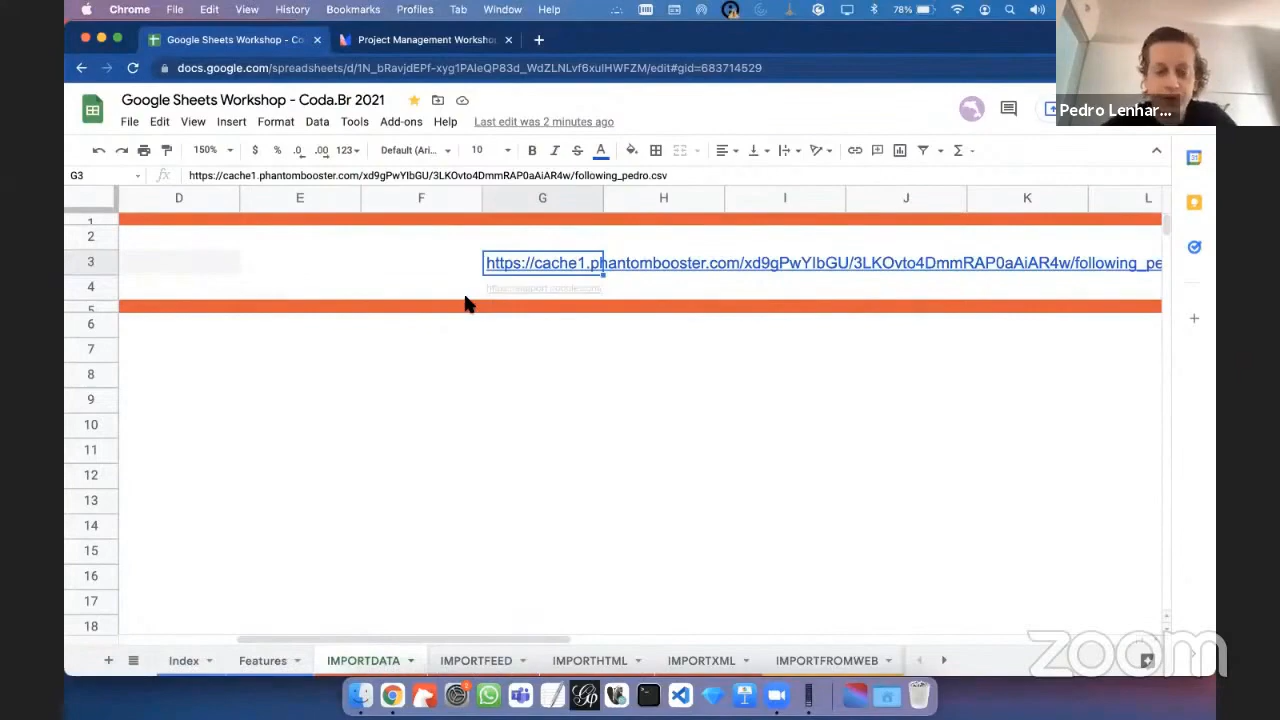 Chrome File Edit View History Bookmarks Profiles Tab Window Help 78%
Google Sheets Workshop - Co. Project Management Worksho
docs.google.com/spreadsheets/d/1N_bRavjdEPf-xyg1PAIeQP83d_WdZLNLvf6xulHWFZM/edit#gid=683714529
Pedro Lenhar...
Google Sheets Workshop - Coda.Br 2021
File Edit View Insert Format Data Tools Add-ons Help Last edit was 2 minutes ago
150% $ % .0 .00 123 Default (Ari... 10 B I S A
G3 fx https://cache1.phantombooster.com/xd9gPwYIbGU/3LKOvto4DmmRAP0aAiAR4w/following_pedro.csv
D E F G H I J K L
1
2
3 https://cache1.phantombooster.com/xd9gPwYIbGU/3LKOvto4DmmRAP0aAiAR4w/following_pe
4
5
6
7
8
9
10
11
12
13
14
15
16
17
18
zoom
Index Features IMPORTDATA IMPORTFEED IMPORTHTML IMPORTXML IMPORTFROMWEB